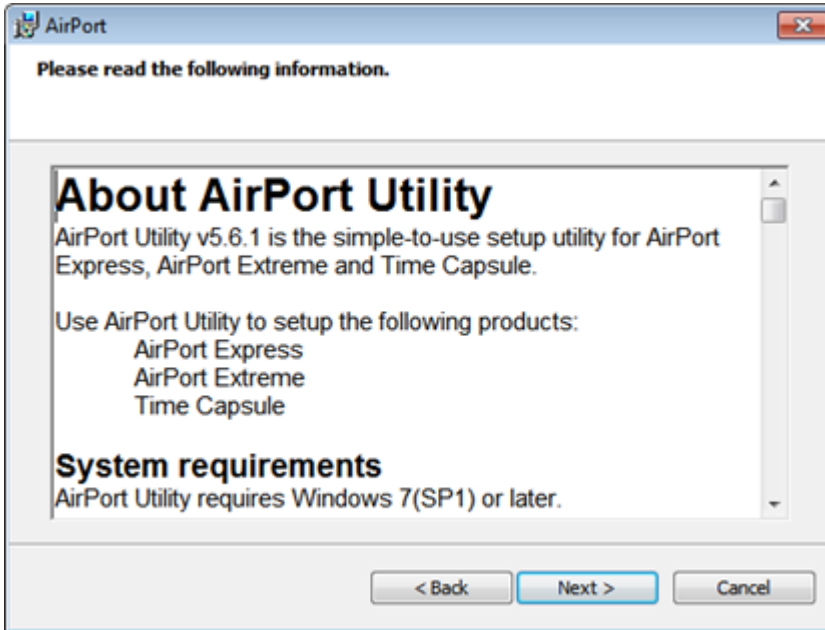 AirPort
Please read the following information.
About AirPort Utility
AirPort Utility v5.6.1 is the simple-to-use setup utility for AirPort
Express, AirPort Extreme and Time Capsule.
Use AirPort Utility to setup the following products:
AirPort Express
AirPort Extreme
Time Capsule
System requirements
AirPort Utility requires Windows 7(SP1) or later.
< Back
Next >
Cancel